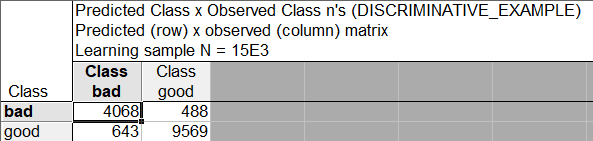 Predicted Class x Observed Class n's (DISCRIMINATIVE_EXAMPLE)
Predicted (row) x observed (column) matrix
Learning sample N = 15E3
Class Class
Class bad good
bad 4068 488
good 643 9569